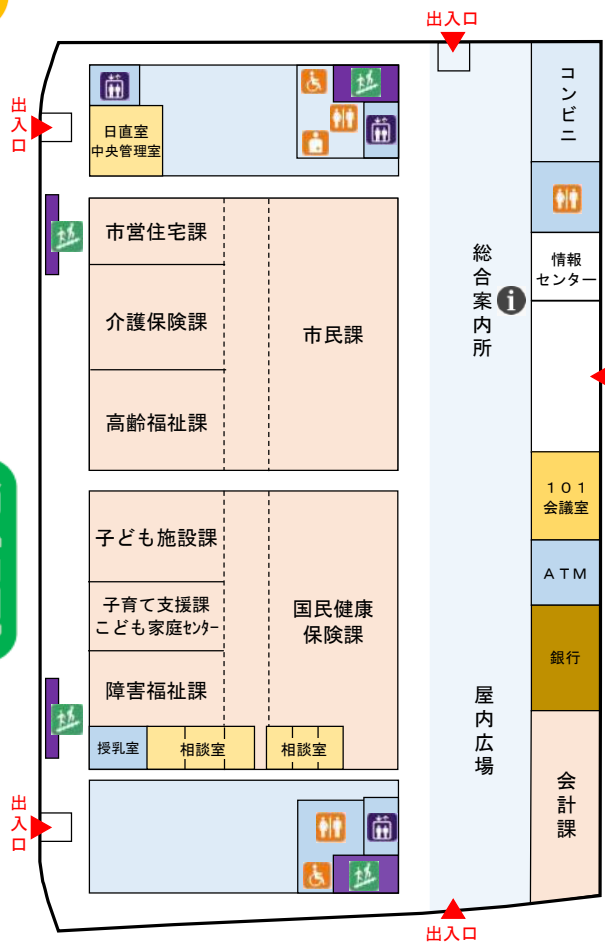 出入口
コンビニ
出入口
日直室
中央管理室
市営住宅課
介護保険課
高齢福祉課
市民課
総合案内所
i
情報
センター
101
会議室
ATM
銀行
子ども施設課
子育て支援課
こども家庭センター
障害福祉課
国民健康
保険課
授乳室
相談室
相談室
屋内広場
会計課
出入口
出入口